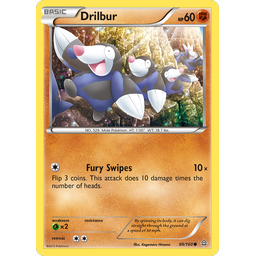 BASIC
Drilbur
HP60
NO. 529 Mole Pokémon HT: 1'00" WT: 18.7 lbs.
Fury Swipes 10×
Flip 3 coins. This attack does 10 damage times the number of heads.
weakness
resistance
×2
retreat
By spinning its body, it can dig
straight through the ground at
a speed of 30 mph.
Illus. Kagemaru Himeno